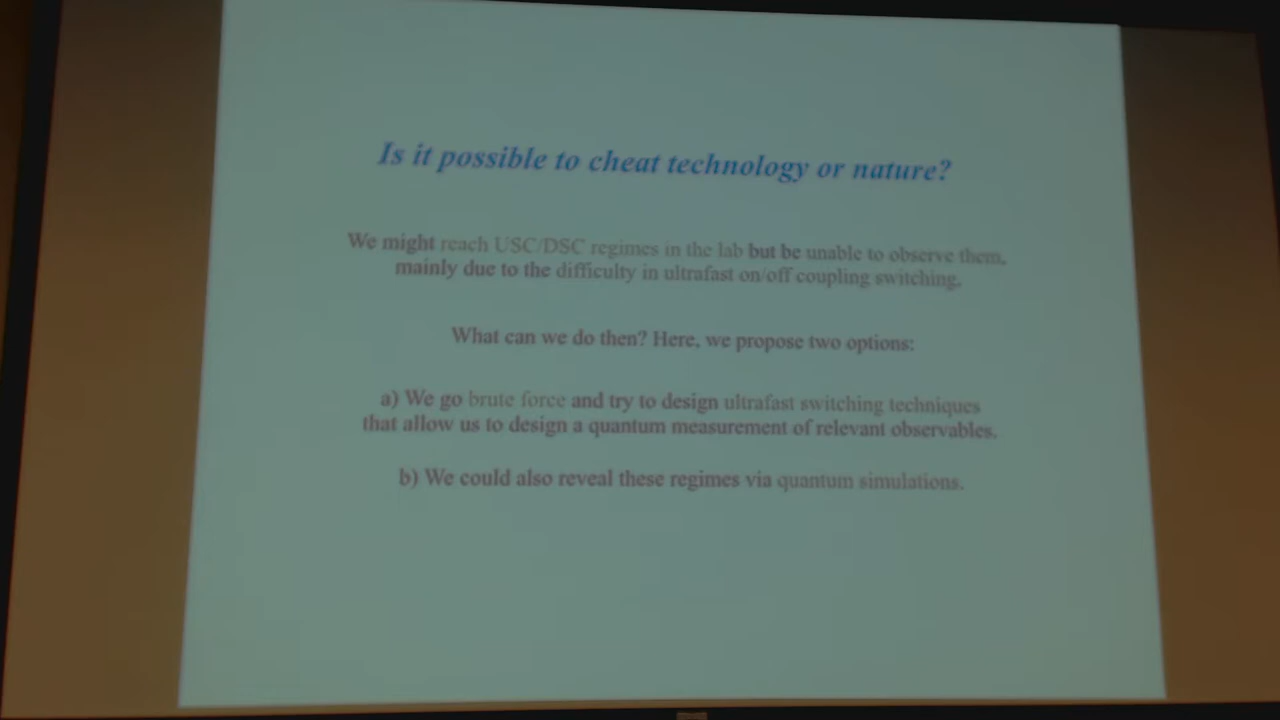 Is it possible to cheat technology or nature?
We might reach USC/DSC regimes in the lab but be unable to observe them,
mainly due to the difficulty in ultrafast on/off coupling switching.
What can we do then? Here, we propose two options:
a) We go brute force and try to design ultrafast switching techniques
that allow us to design a quantum measurement of relevant observables.
b) We could also reveal these regimes via quantum simulations.